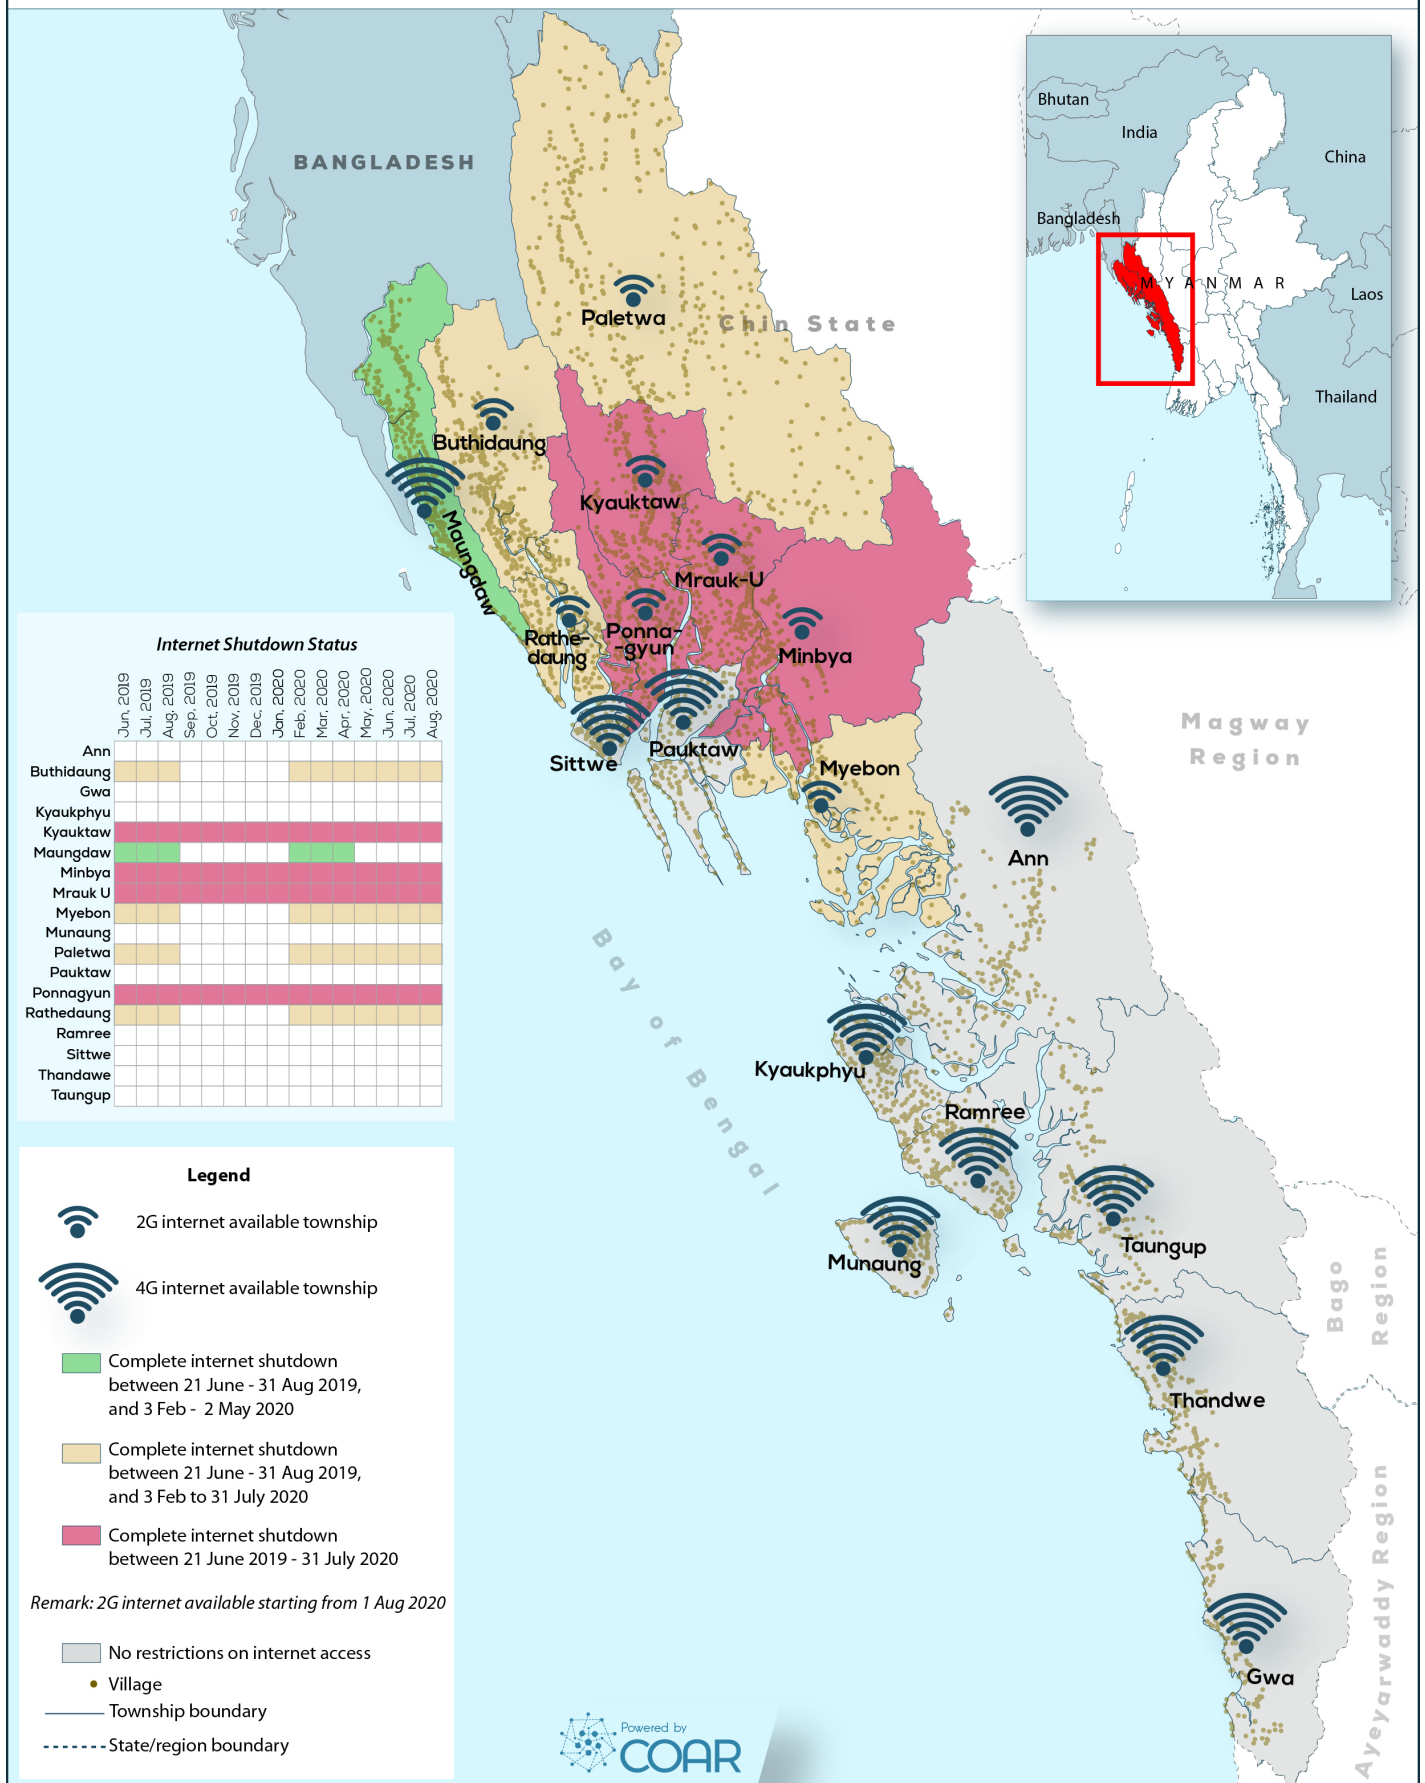 BANGLADESH
Paletwa
Chin State
Buthidaung
Kyauktaw
Maungdaw
Mrauk-U
Rathe-
daung
Ponna-
-gyun
Minbya
Sittwe
Pauktaw
Myebon
Ann
Magway
Region
Bay of Bengal
Kyaukphyu
Ramree
Munaung
Taungup
Bago
Region
Thandwe
Gwa
Ayeyarwaddy Region
Bhutan
India
China
Bangladesh
MYANMAR
Laos
Thailand
Internet Shutdown Status
Jun, 2019
Jul, 2019
Aug, 2019
Sep, 2019
Oct, 2019
Nov, 2019
Dec, 2019
Jan, 2020
Feb, 2020
Mar, 2020
Apr, 2020
May, 2020
Jun, 2020
Jul, 2020
Aug, 2020
Ann
Buthidaung
Gwa
Kyaukphyu
Kyauktaw
Maungdaw
Minbya
Mrauk U
Myebon
Munaung
Paletwa
Pauktaw
Ponnagyun
Rathedaung
Ramree
Sittwe
Thandawe
Taungup
Legend
2G internet available township
4G internet available township
Complete internet shutdown
between 21 June - 31 Aug 2019,
and 3 Feb - 2 May 2020
Complete internet shutdown
between 21 June - 31 Aug 2019,
and 3 Feb to 31 July 2020
Complete internet shutdown
between 21 June 2019 - 31 July 2020
Remark: 2G internet available starting from 1 Aug 2020
No restrictions on internet access
Village
Township boundary
State/region boundary
Powered by
COAR